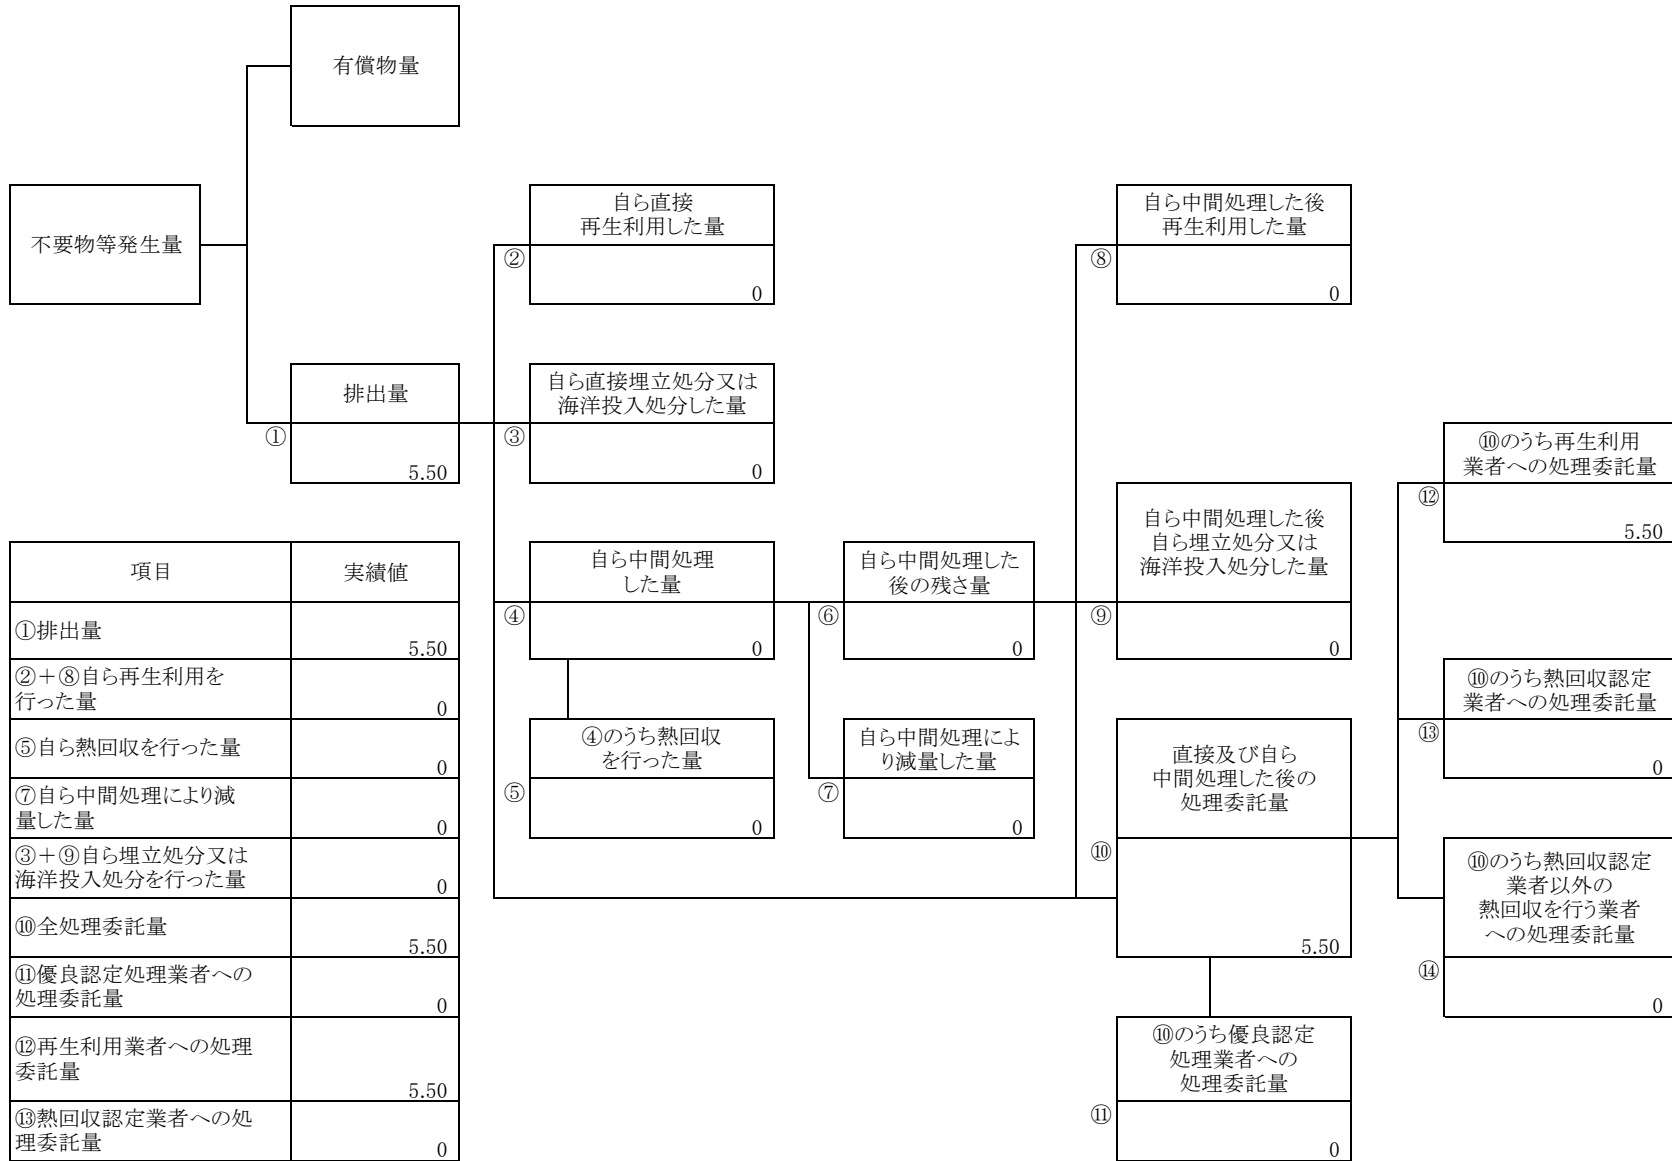 有償物量
不要物等発生量
排出量
①
5.50
自ら直接
再生利用した量
②
0
自ら直接埋立処分又は
海洋投入処分した量
③
0
自ら中間処理
した量
④
0
④のうち熱回収
を行った量
⑤
0
自ら中間処理した
後の残さ量
⑥
0
自ら中間処理によ
り減量した量
⑦
0
自ら中間処理した後
再生利用した量
⑧
0
自ら中間処理した後
自ら埋立処分又は
海洋投入処分した量
⑨
0
直接及び自ら
中間処理した後の
処理委託量
⑩
5.50
⑩のうち優良認定
処理業者への
処理委託量
⑪
0
⑩のうち再生利用
業者への処理委託量
⑫
5.50
⑩のうち熱回収認定
業者への処理委託量
⑬
0
⑩のうち熱回収認定
業者以外の
熱回収を行う業者
への処理委託量
⑭
0
項目 実績値
①排出量 5.50
②+⑧自ら再生利用を
行った量 0
⑤自ら熱回収を行った量 0
⑦自ら中間処理により減
量した量 0
③+⑨自ら埋立処分又は
海洋投入処分を行った量 0
⑩全処理委託量 5.50
⑪優良認定処理業者への
処理委託量 0
⑫再生利用業者への処理
委託量 5.50
⑬熱回収認定業者への処
理委託量 0